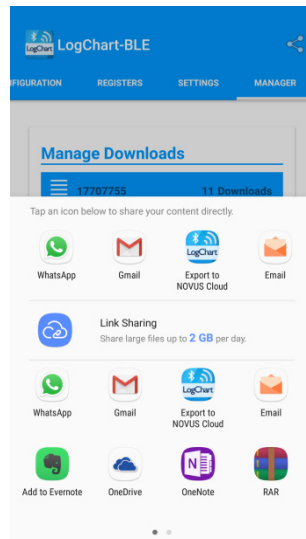 LogChart
LogChart-BLE
NFIGURATION REGISTERS SETTINGS MANAGER
Manage Downloads
17707755 11 Downloads
Tap an icon below to share your content directly.
LogChart
WhatsApp Gmail Export to NOVUS Cloud Email
Link Sharing
Share large files up to 2 GB per day.
LogChart
WhatsApp Gmail Export to NOVUS Cloud Email
N
Add to Evernote OneDrive OneNote RAR